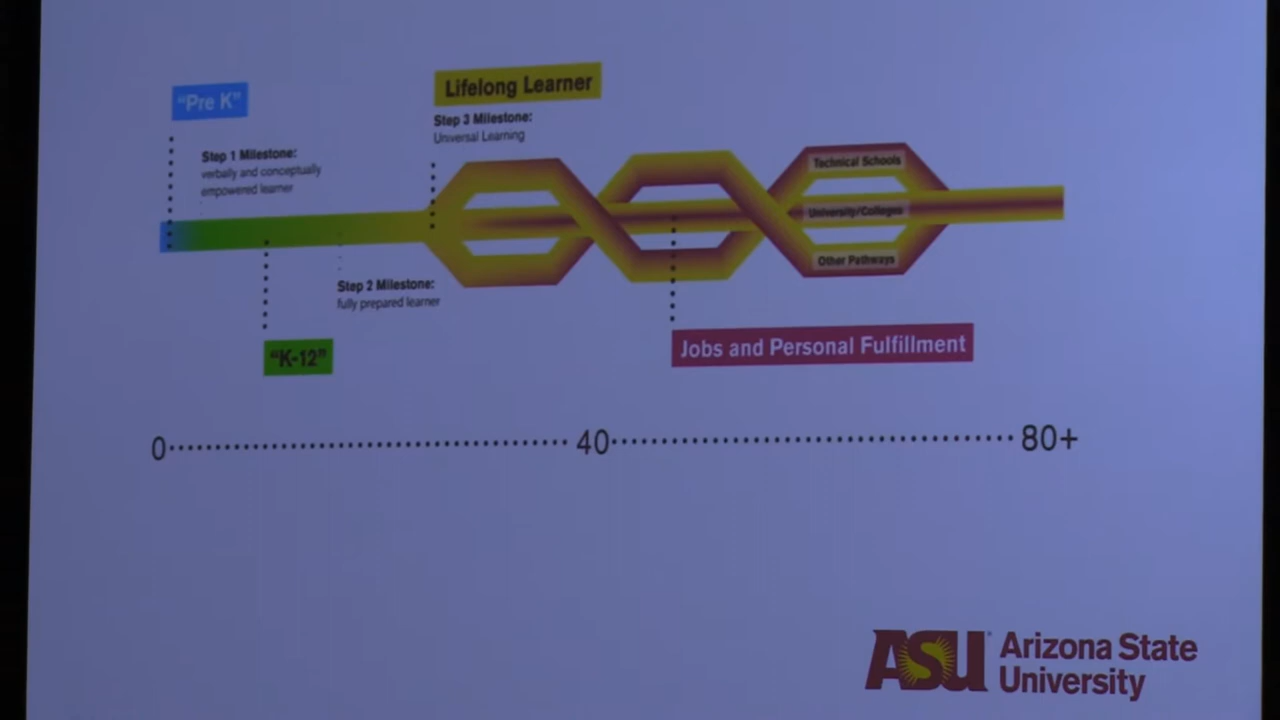 "Pre K"
Step 1 Milestone:
verbally and conceptually
empowered learner
Lifelong Learner
Step 3 Milestone:
Universal Learning
Technical Schools
University/Colleges
Other Pathways
Step 2 Milestone:
fully prepared learner
"K-12"
Jobs and Personal Fulfillment
0 40 80+
ASU Arizona State
University